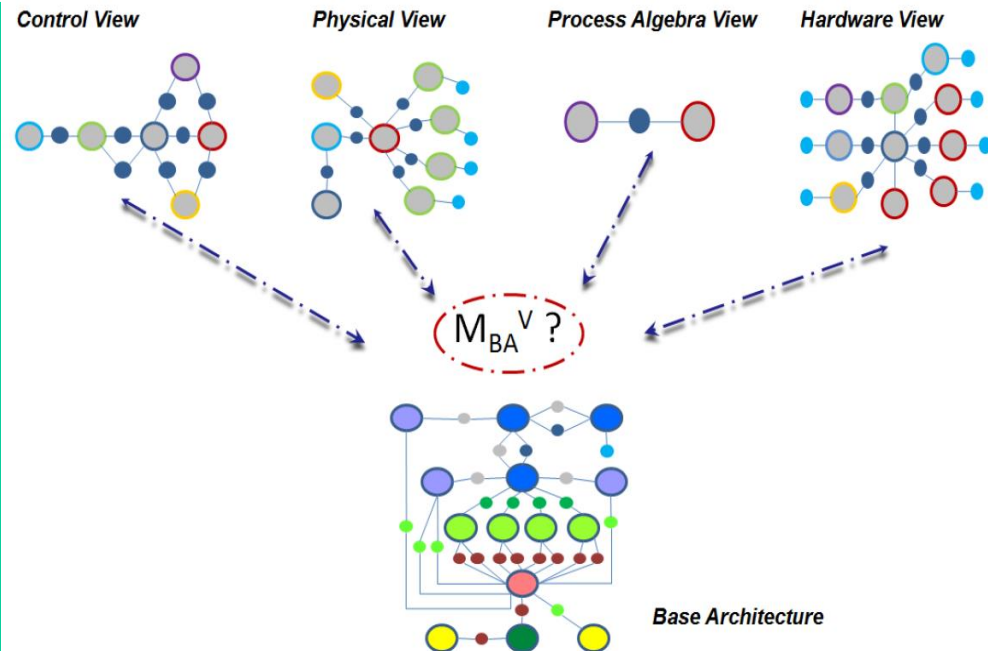 Control View
Physical View
Process Algebra View
Hardware View
M_BA^V ?
Base Architecture